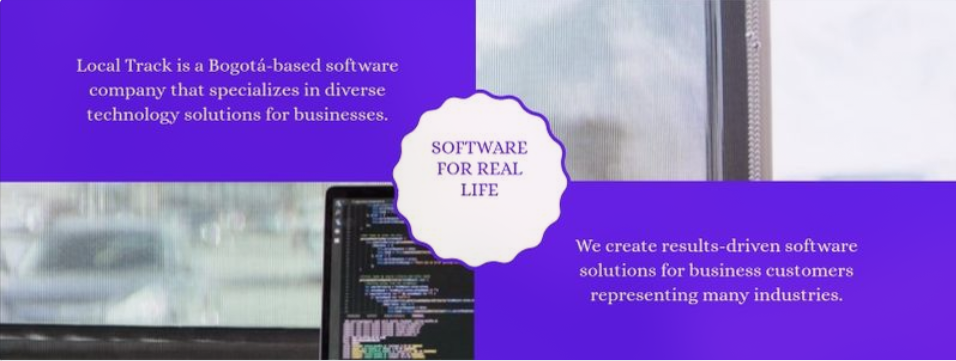 Local Track is a Bogotá-based software
company that specializes in diverse
technology solutions for businesses.
SOFTWARE
FOR REAL
LIFE
We create results-driven software
solutions for business customers
representing many industries.